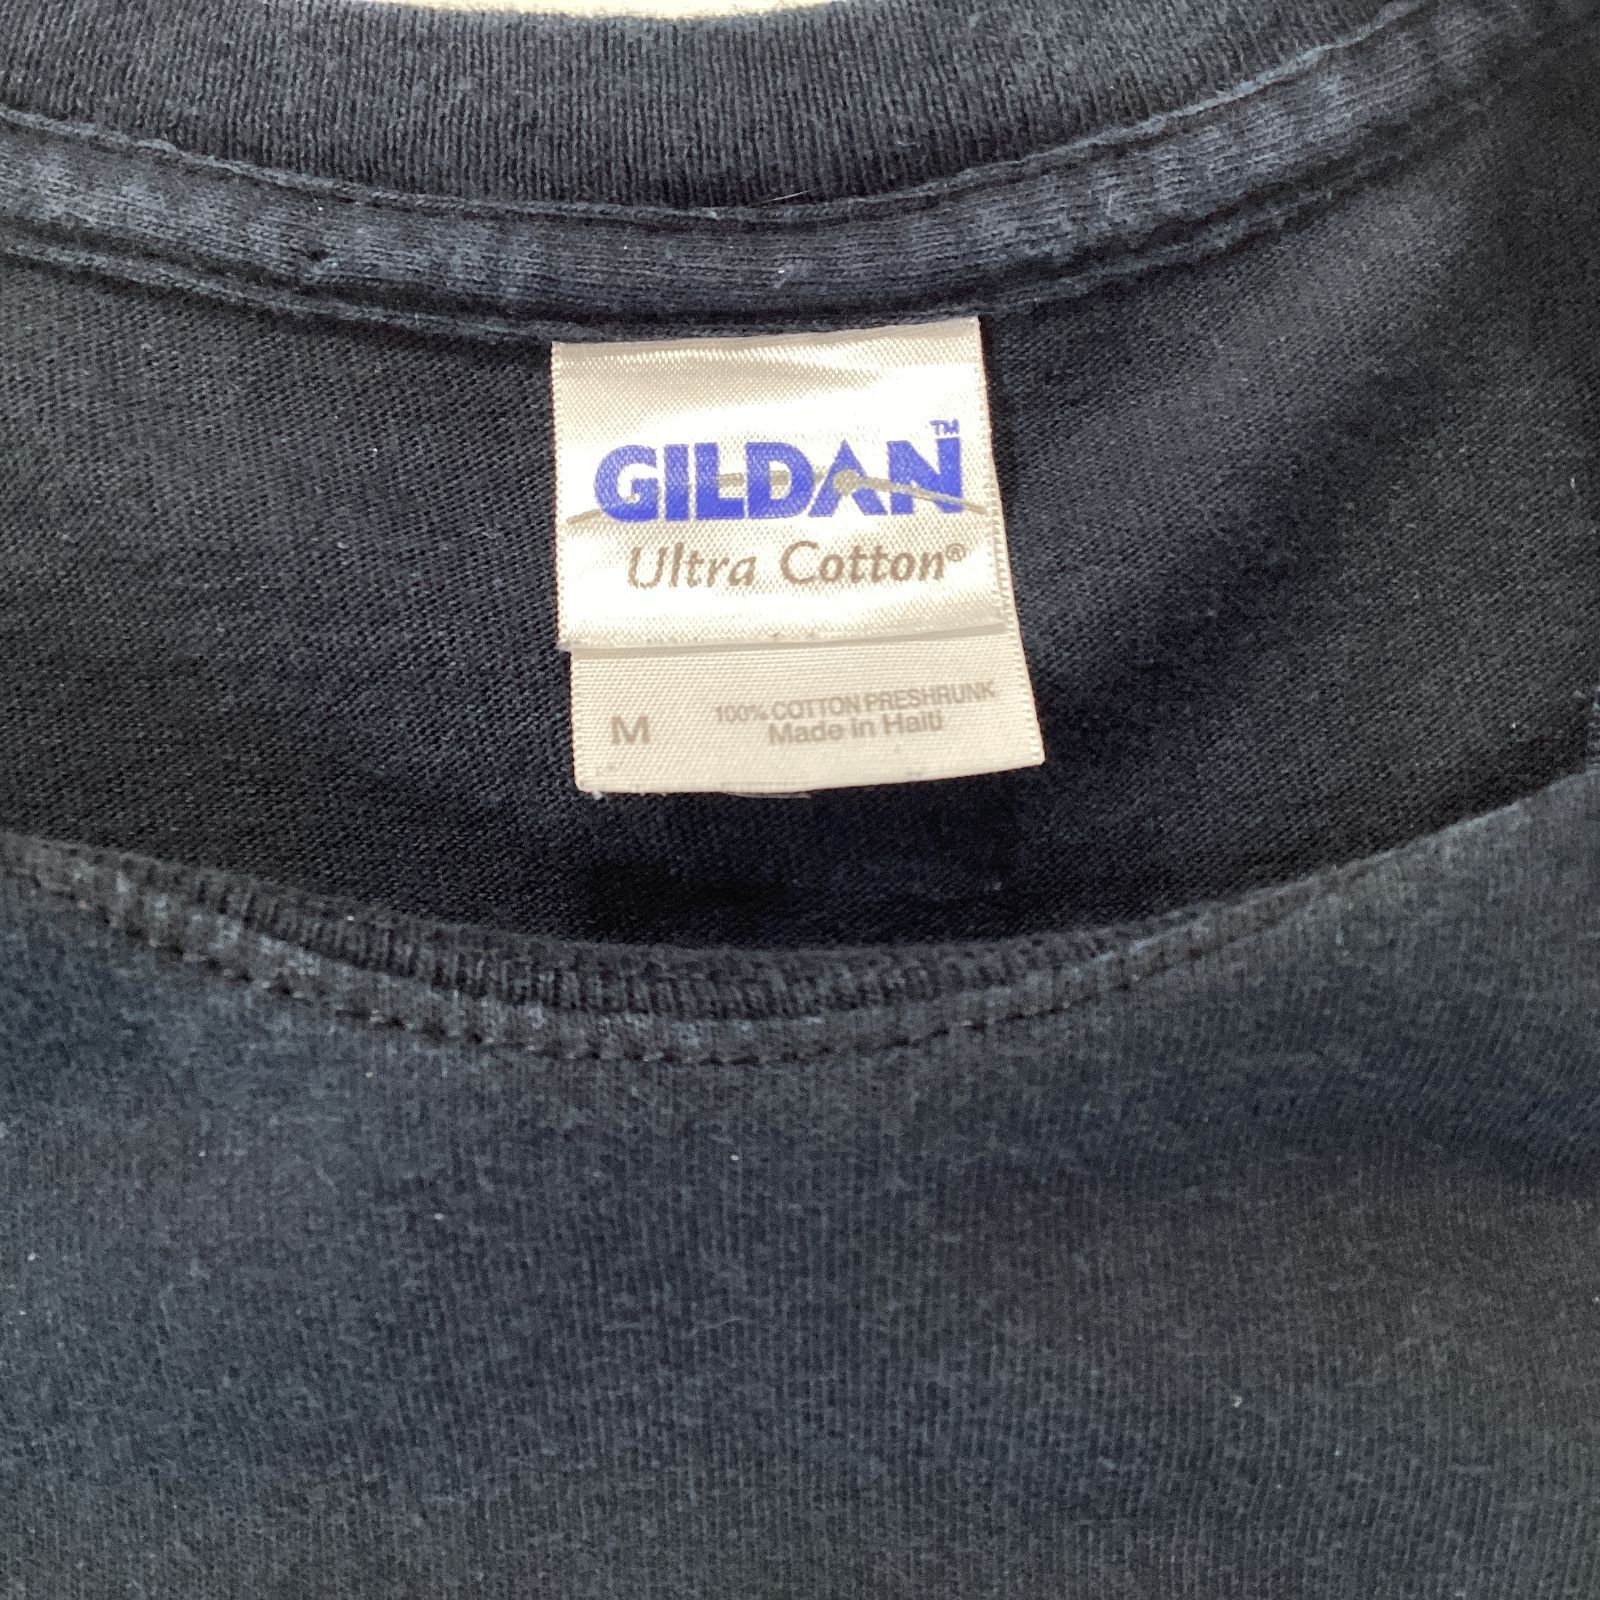 GILDAN™
Ultra Cotton®
M 100% COTTON PRESHRUNK
Made in Haiti